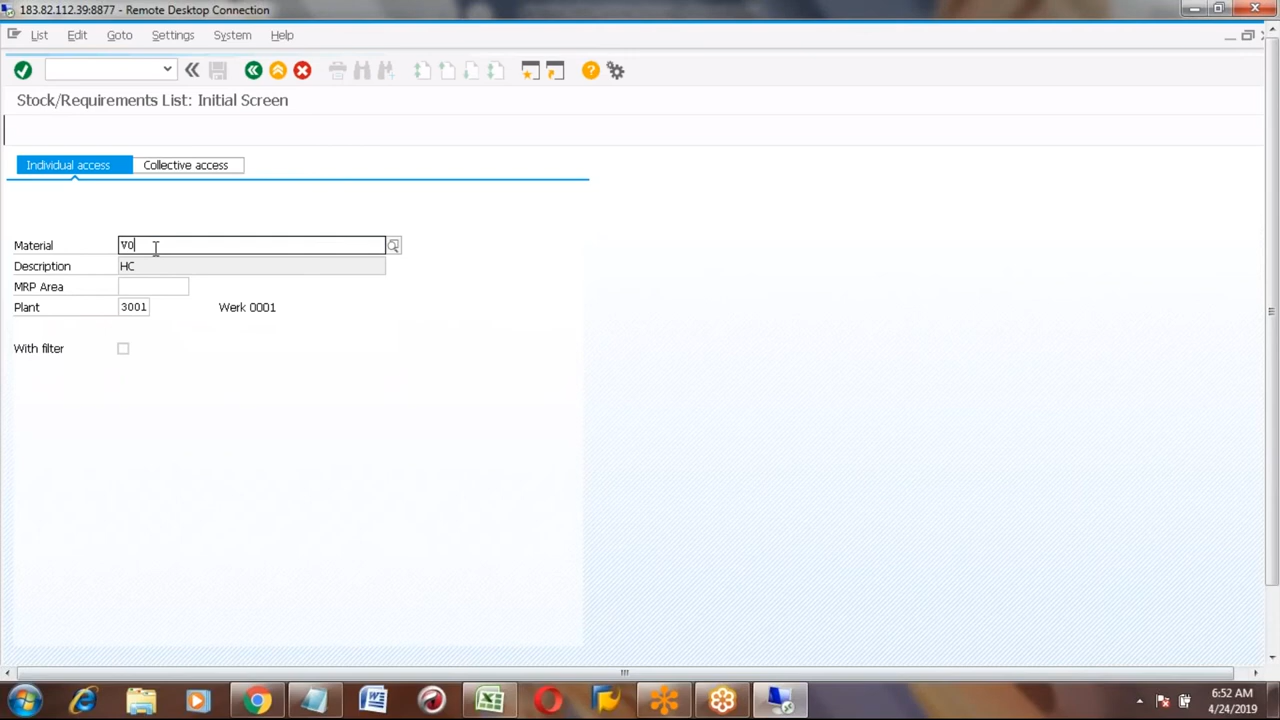 183.82.112.39:8877 - Remote Desktop Connection
List Edit Goto Settings System Help
Stock/Requirements List: Initial Screen
Individual access Collective access
Material V0
Description HC
MRP Area
Plant 3001 Werk 0001
With filter
6:52 AM
4/24/2019